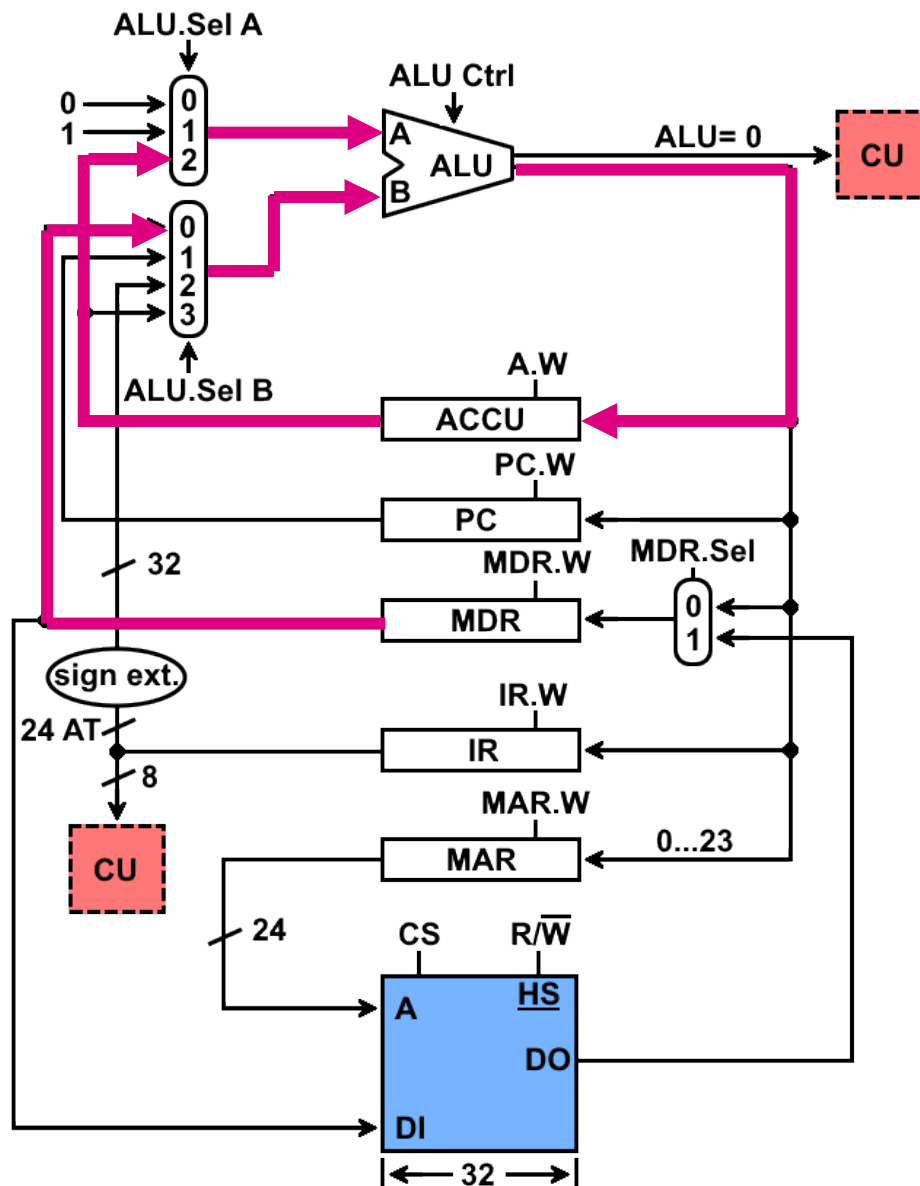 ALU.Sel A
ALU Ctrl
0
1
0
1
2
A
B
ALU
ALU= 0
CU
0
1
2
3
ALU.Sel B
A.W
ACCU
PC.W
PC
32
MDR.W
MDR.Sel
MDR
0
1
sign ext.
24 AT
IR.W
IR
8
MAR.W
MAR
0...23
CU
24
CS
R/W̅
A
HS
DO
DI
32